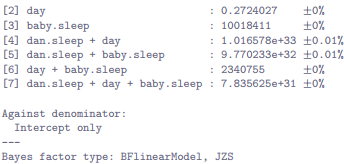 [2] day : 0.2724027 ±0%
[3] baby.sleep : 10018411 ±0%
[4] dan.sleep + day : 1.016578e+33 ±0.01%
[5] dan.sleep + baby.sleep : 9.770233e+32 ±0.01%
[6] day + baby.sleep : 2340755 ±0%
[7] dan.sleep + day + baby.sleep : 7.835625e+31 ±0%
Against denominator:
Intercept only
---
Bayes factor type: BFlinearModel, JZS